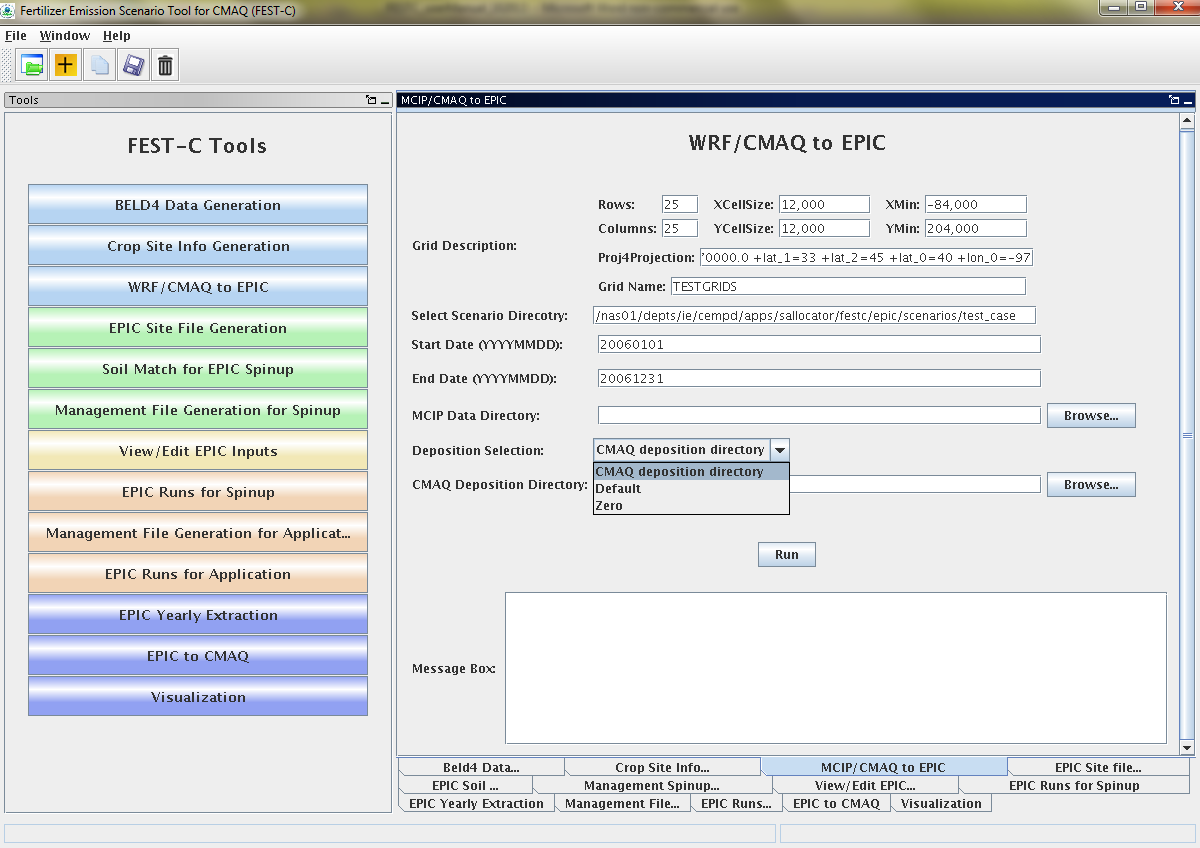 Fertilizer Emission Scenario Tool for CMAQ (FEST-C)
File Window Help
Tools
FEST-C Tools
BELD4 Data Generation
Crop Site Info Generation
WRF/CMAQ to EPIC
EPIC Site File Generation
Soil Match for EPIC Spinup
Management File Generation for Spinup
View/Edit EPIC Inputs
EPIC Runs for Spinup
Management File Generation for Applicat...
EPIC Runs for Application
EPIC Yearly Extraction
EPIC to CMAQ
Visualization
MCIP/CMAQ to EPIC
WRF/CMAQ to EPIC
Grid Description:
Rows: 25 XCellSize: 12,000 XMin: -84,000
Columns: 25 YCellSize: 12,000 YMin: 204,000
Proj4Projection: '0000.0 +lat_1=33 +lat_2=45 +lat_0=40 +lon_0=-97
Grid Name: TESTGRIDS
Select Scenario Direcotry: /nas01/depts/ie/cempd/apps/sallocator/festc/epic/scenarios/test_case
Start Date (YYYYMMDD): 20060101
End Date (YYYYMMDD): 20061231
MCIP Data Directory: Browse...
Deposition Selection: CMAQ deposition directory
CMAQ deposition directory
Default
Zero
CMAQ Deposition Directory: Browse...
Run
Message Box:
Beld4 Data... Crop Site Info... MCIP/CMAQ to EPIC EPIC Site file...
EPIC Soil ... Management Spinup... View/Edit EPIC... EPIC Runs for Spinup
EPIC Yearly Extraction Management File... EPIC Runs... EPIC to CMAQ Visualization